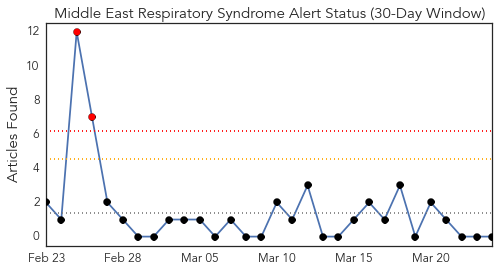 Middle East Respiratory Syndrome Alert Status (30-Day Window)
Articles Found
12
10
8
6
4
2
0
Feb 23 Feb 28 Mar 05 Mar 10 Mar 15 Mar 20